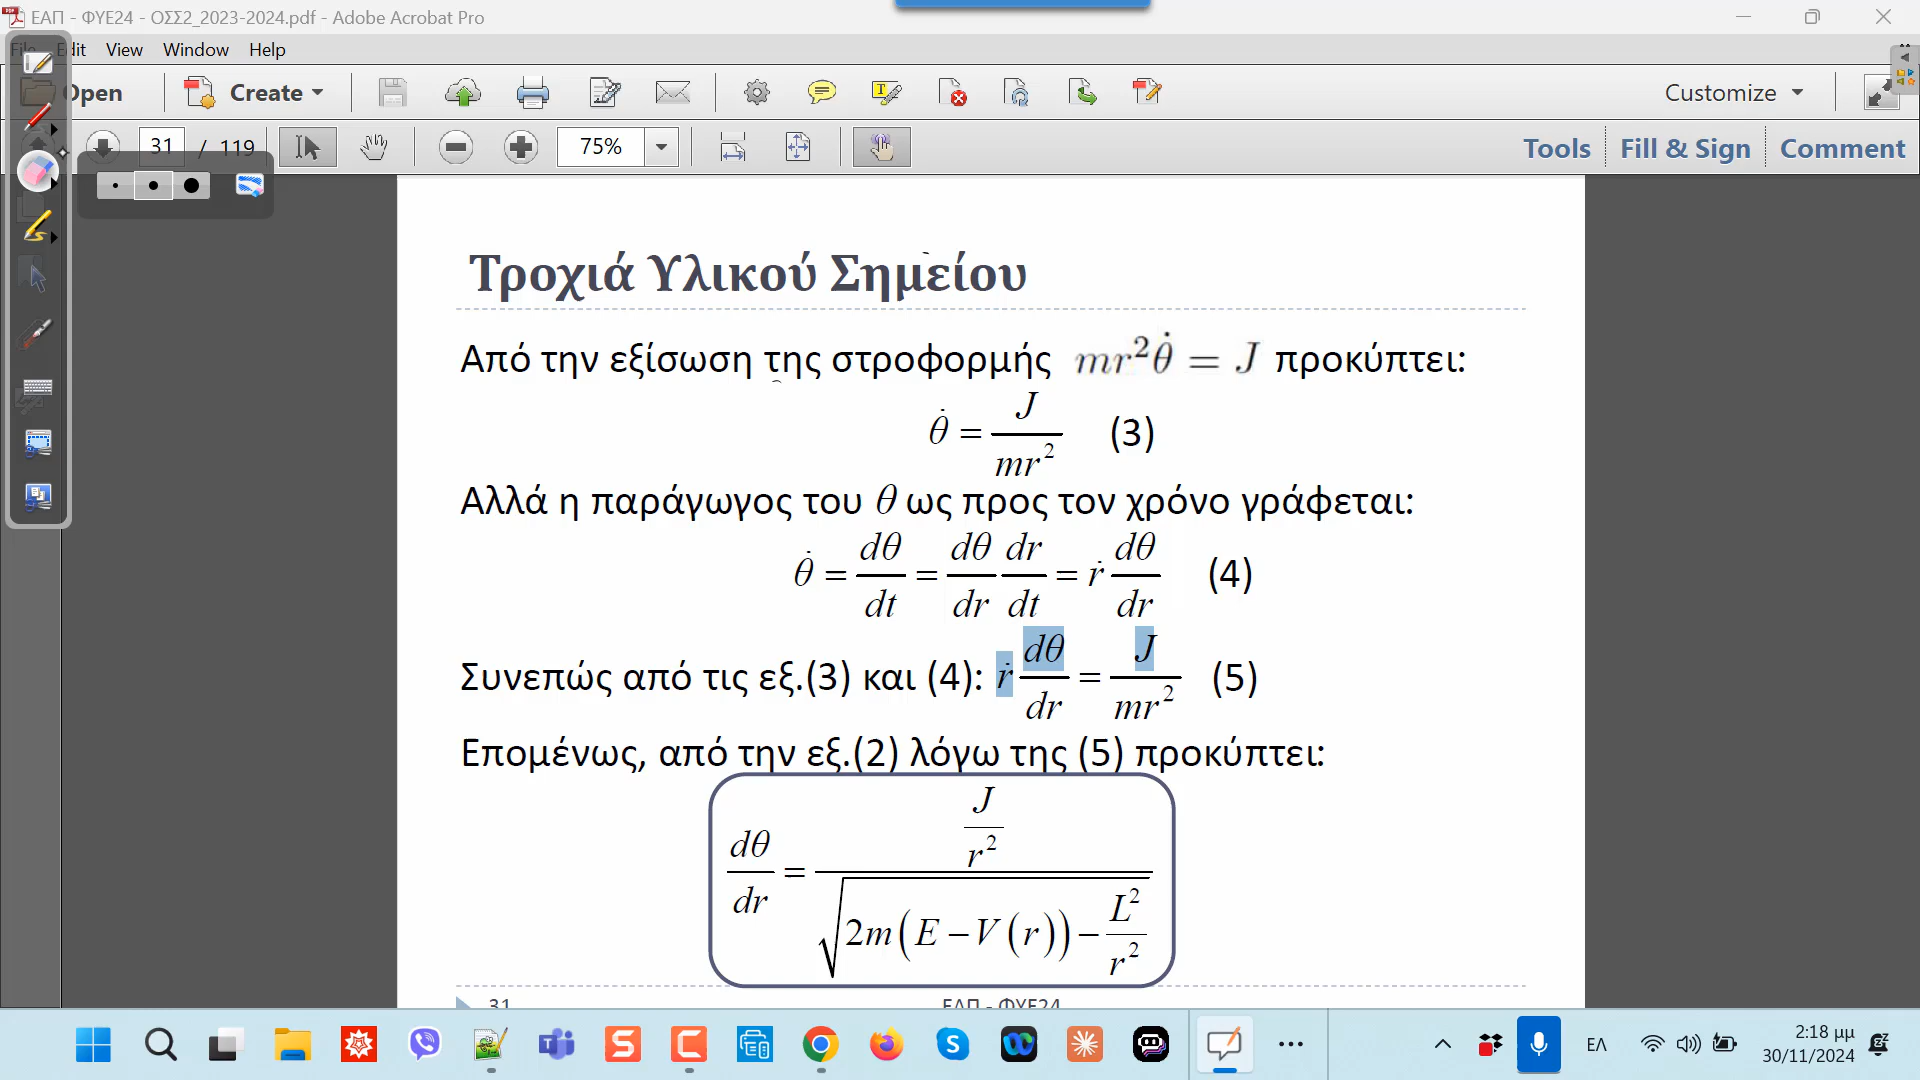 ΕΑΠ - ΦΥΕ24 - ΟΣΣ2_2023-2024.pdf - Adobe Acrobat Pro
File Edit View Window Help
Open Create Customize
31 / 119 75% Tools Fill & Sign Comment
Τροχιά Υλικού Σημείου
Από την εξίσωση της στροφορμής mr²θ̇ = J προκύπτει:
θ̇ = J/(mr²) (3)
Αλλά η παράγωγος του θ ως προς τον χρόνο γράφεται:
θ̇ = dθ/dt = dθ/dr dr/dt = ṙ dθ/dr (4)
Συνεπώς από τις εξ.(3) και (4): ṙ dθ/dr = J/(mr²) (5)
Επομένως, από την εξ.(2) λόγω της (5) προκύπτει:
dθ/dr = (J/r²)/√(2m(E − V(r)) − L²/r²)
31 ΕΑΠ - ΦΥΕ24
ΕΛ 2:18 μμ
30/11/2024